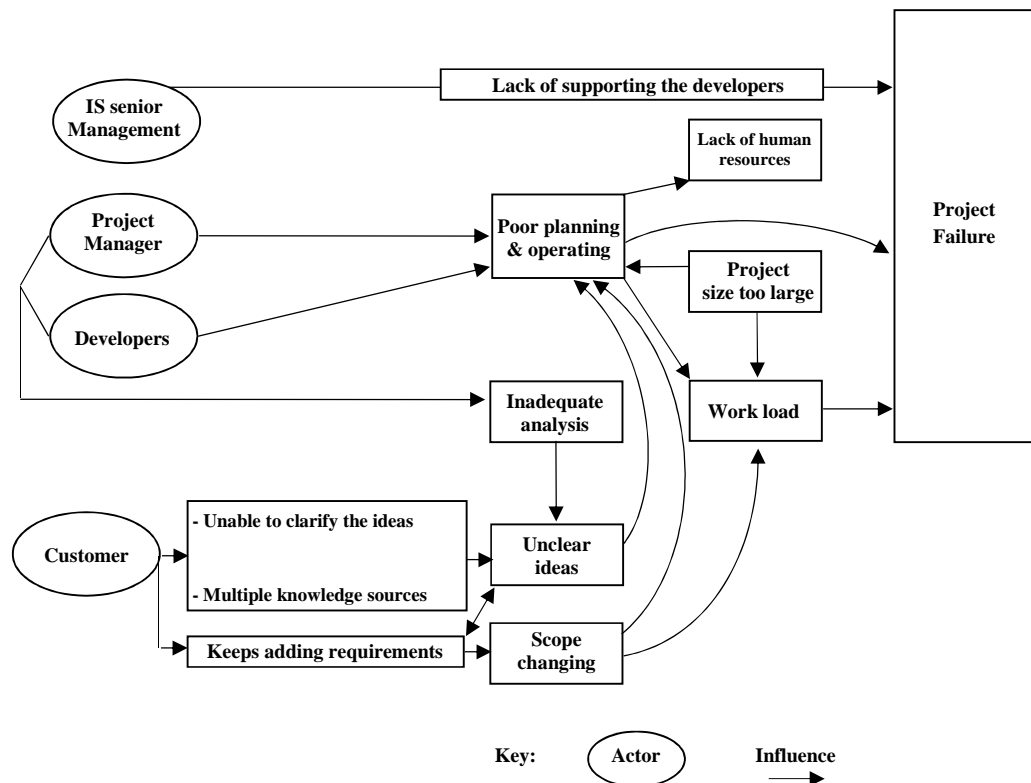 Lack of supporting the developers
IS senior
Management
Lack of human
resources
Project
Failure
Project
Manager
Poor planning
& operating
Project
size too large
Developers
Inadequate
analysis
Work load
- Unable to clarify the ideas
Customer
Unclear
ideas
- Multiple knowledge sources
Keeps adding requirements
Scope
changing
Key:
Actor
Influence